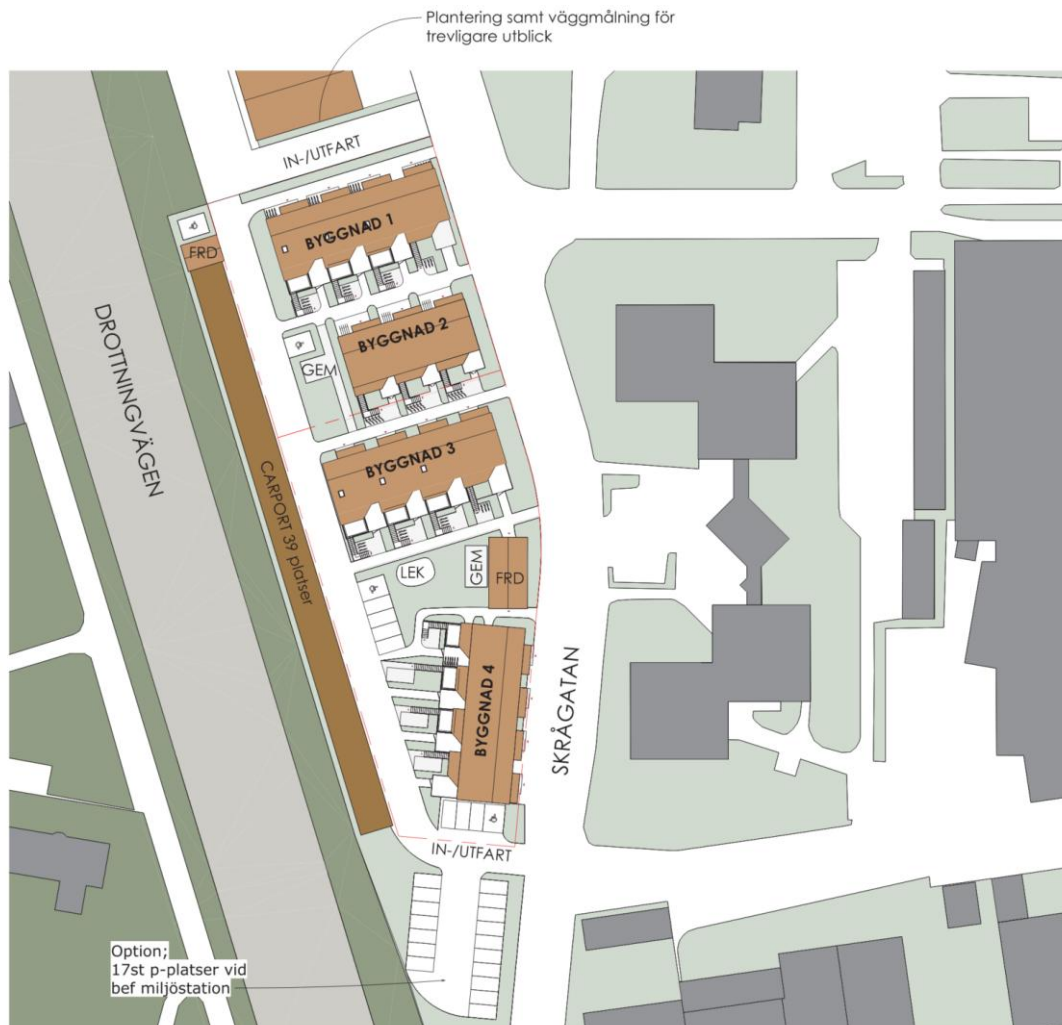 Plantering samt väggmålning för
trevligare utblick
IN-/UTFART
BYGGNAD 1
FRD
DROTTNINGVÄGEN
BYGGNAD 2
GEM
BYGGNAD 3
CARPORT 39 platser
LEK
GEM
FRD
BYGGNAD 4
SKRÅGATAN
IN-/UTFART
Option;
17st p-platser vid
bef miljöstation